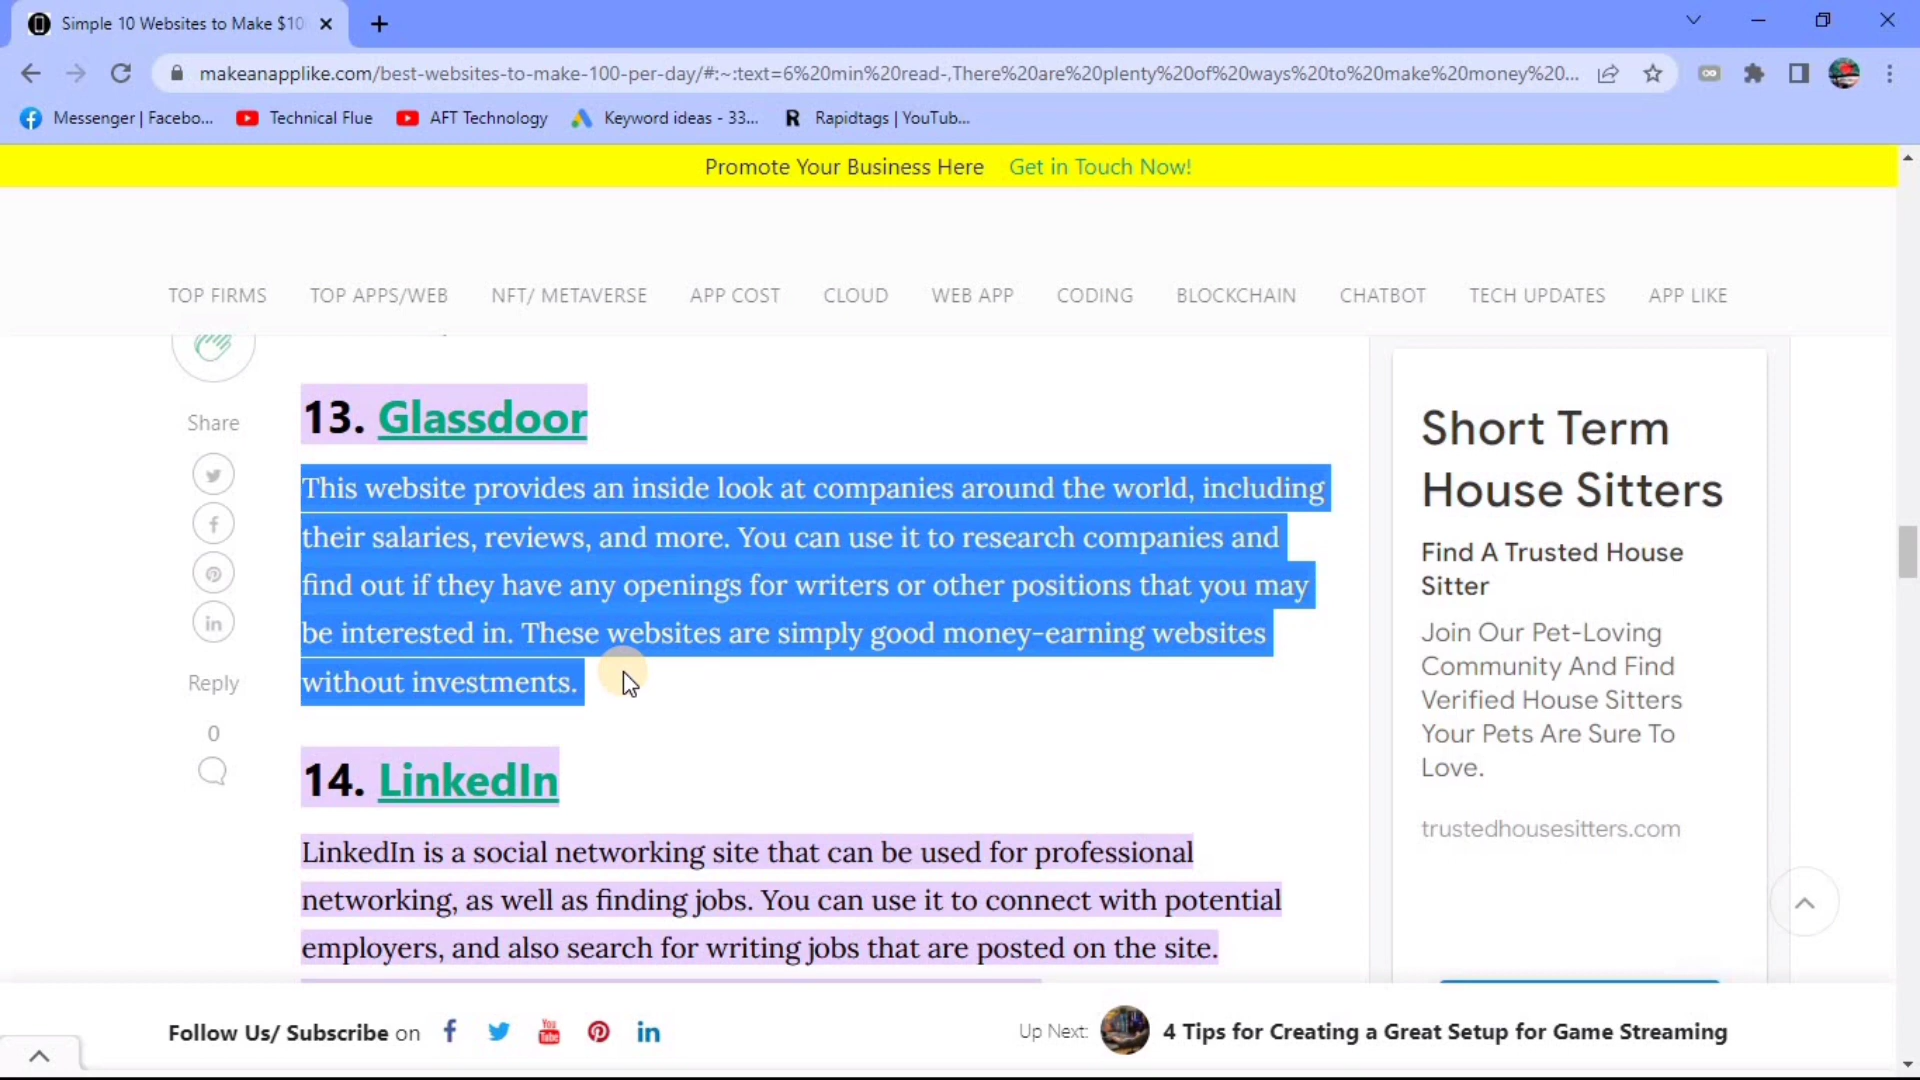 Simple 10 Websites to Make $10
makeanapplike.com/best-websites-to-make-100-per-day/#:~:text=6%20min%20read-,There%20are%20plenty%20of%20ways%20to%20make%20money%20...
Messenger | Facebo...
Technical Flue
AFT Technology
Keyword ideas - 33...
R
Rapidtags | YouTub...
Promote Your Business Here Get in Touch Now!
TOP FIRMS
TOP APPS/WEB
NFT/ METAVERSE
APP COST
CLOUD
WEB APP
CODING
BLOCKCHAIN
CHATBOT
TECH UPDATES
APP LIKE
Share
Reply
0
13. Glassdoor
This website provides an inside look at companies around the world, including
their salaries, reviews, and more. You can use it to research companies and
find out if they have any openings for writers or other positions that you may
be interested in. These websites are simply good money-earning websites
without investments.
14. LinkedIn
LinkedIn is a social networking site that can be used for professional
networking, as well as finding jobs. You can use it to connect with potential
employers, and also search for writing jobs that are posted on the site.
Short Term
House Sitters
Find A Trusted House
Sitter
Join Our Pet-Loving
Community And Find
Verified House Sitters
Your Pets Are Sure To
Love.
trustedhousesitters.com
Follow Us/ Subscribe on
You
Tube
in
Up Next:
4 Tips for Creating a Great Setup for Game Streaming